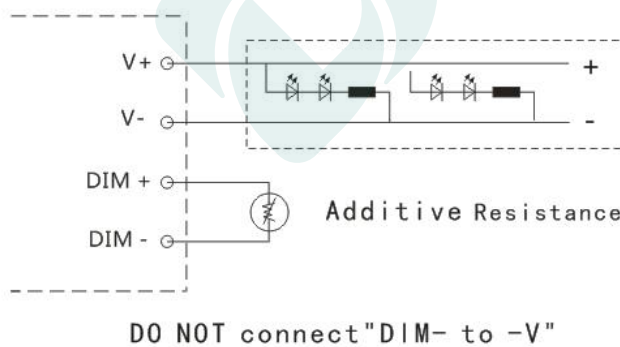 V+
+
V-
-
DIM +
Additive Resistance
DIM -
DO NOT connect"DIM- to -V"